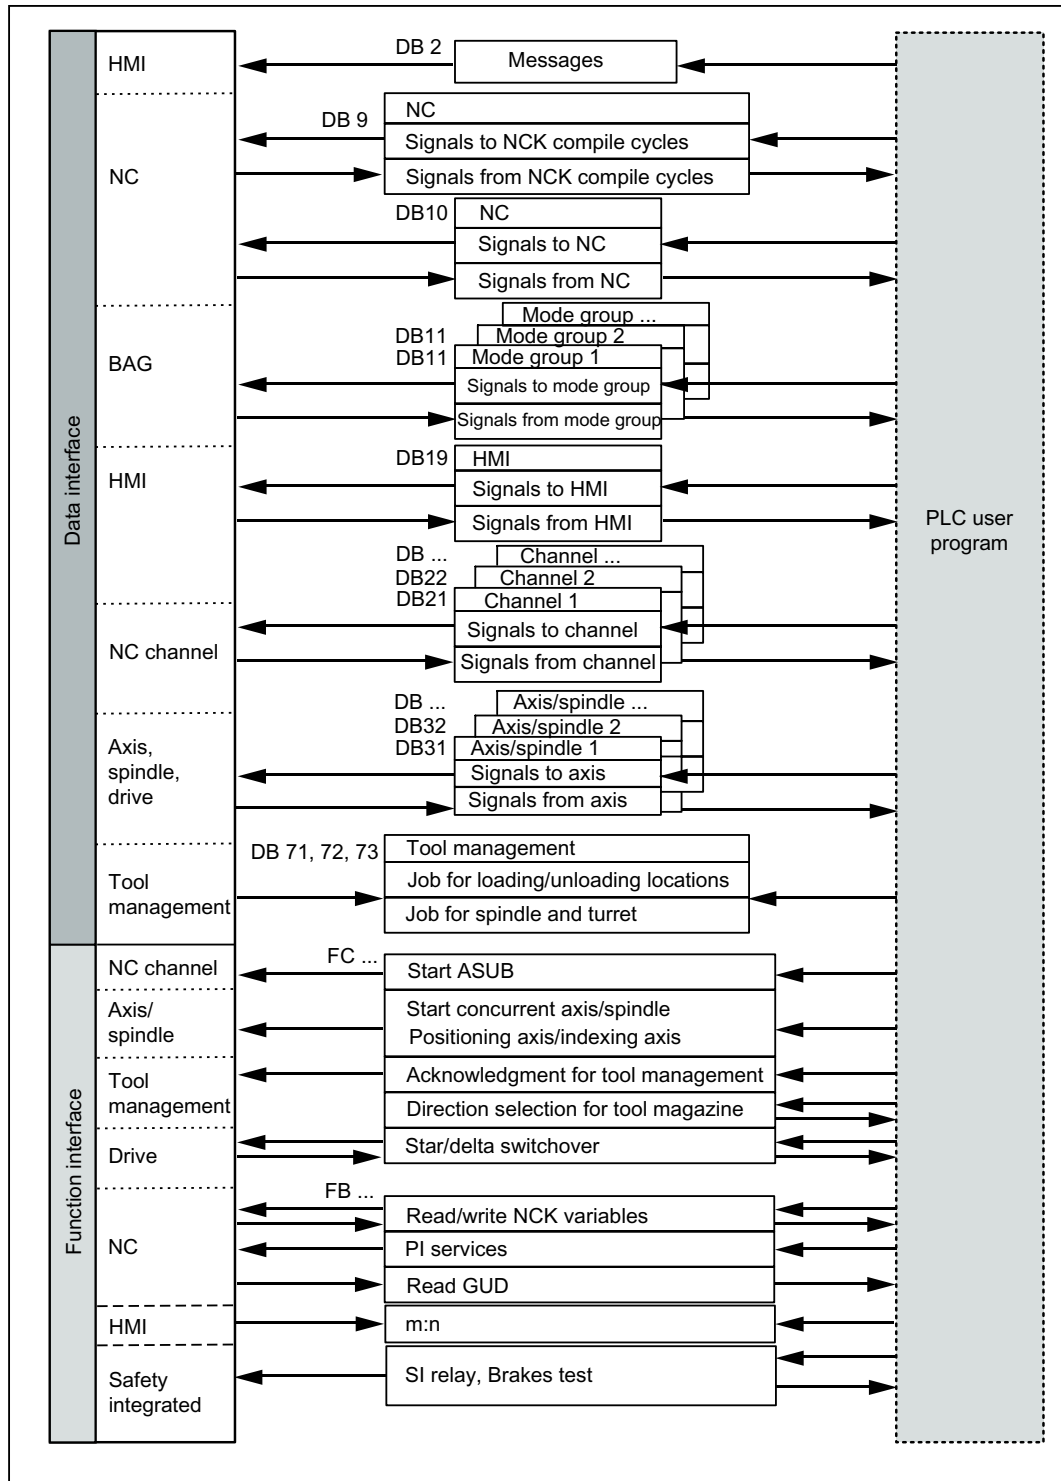 Data interface
HMI
DB 2
Messages
NC
DB 9
NC
Signals to NCK compile cycles
Signals from NCK compile cycles
DB10
NC
Signals to NC
Signals from NC
BAG
Mode group ...
DB11
Mode group 2
DB11
Mode group 1
Signals to mode group
Signals from mode group
HMI
DB19
HMI
Signals to HMI
Signals from HMI
PLC user
program
DB ...
Channel ...
DB22
Channel 2
DB21
Channel 1
NC channel
Signals to channel
Signals from channel
DB ...
Axis/spindle ...
DB32
Axis/spindle 2
DB31
Axis/spindle 1
Axis,
spindle,
drive
Signals to axis
Signals from axis
DB 71, 72, 73
Tool management
Tool
management
Job for loading/unloading locations
Job for spindle and turret
Function interface
NC channel
FC ...
Start ASUB
Axis/
spindle
Start concurrent axis/spindle
Positioning axis/indexing axis
Tool
management
Acknowledgment for tool management
Direction selection for tool magazine
Drive
Star/delta switchover
FB ...
NC
Read/write NCK variables
PI services
Read GUD
HMI
m:n
Safety
integrated
SI relay, Brakes test